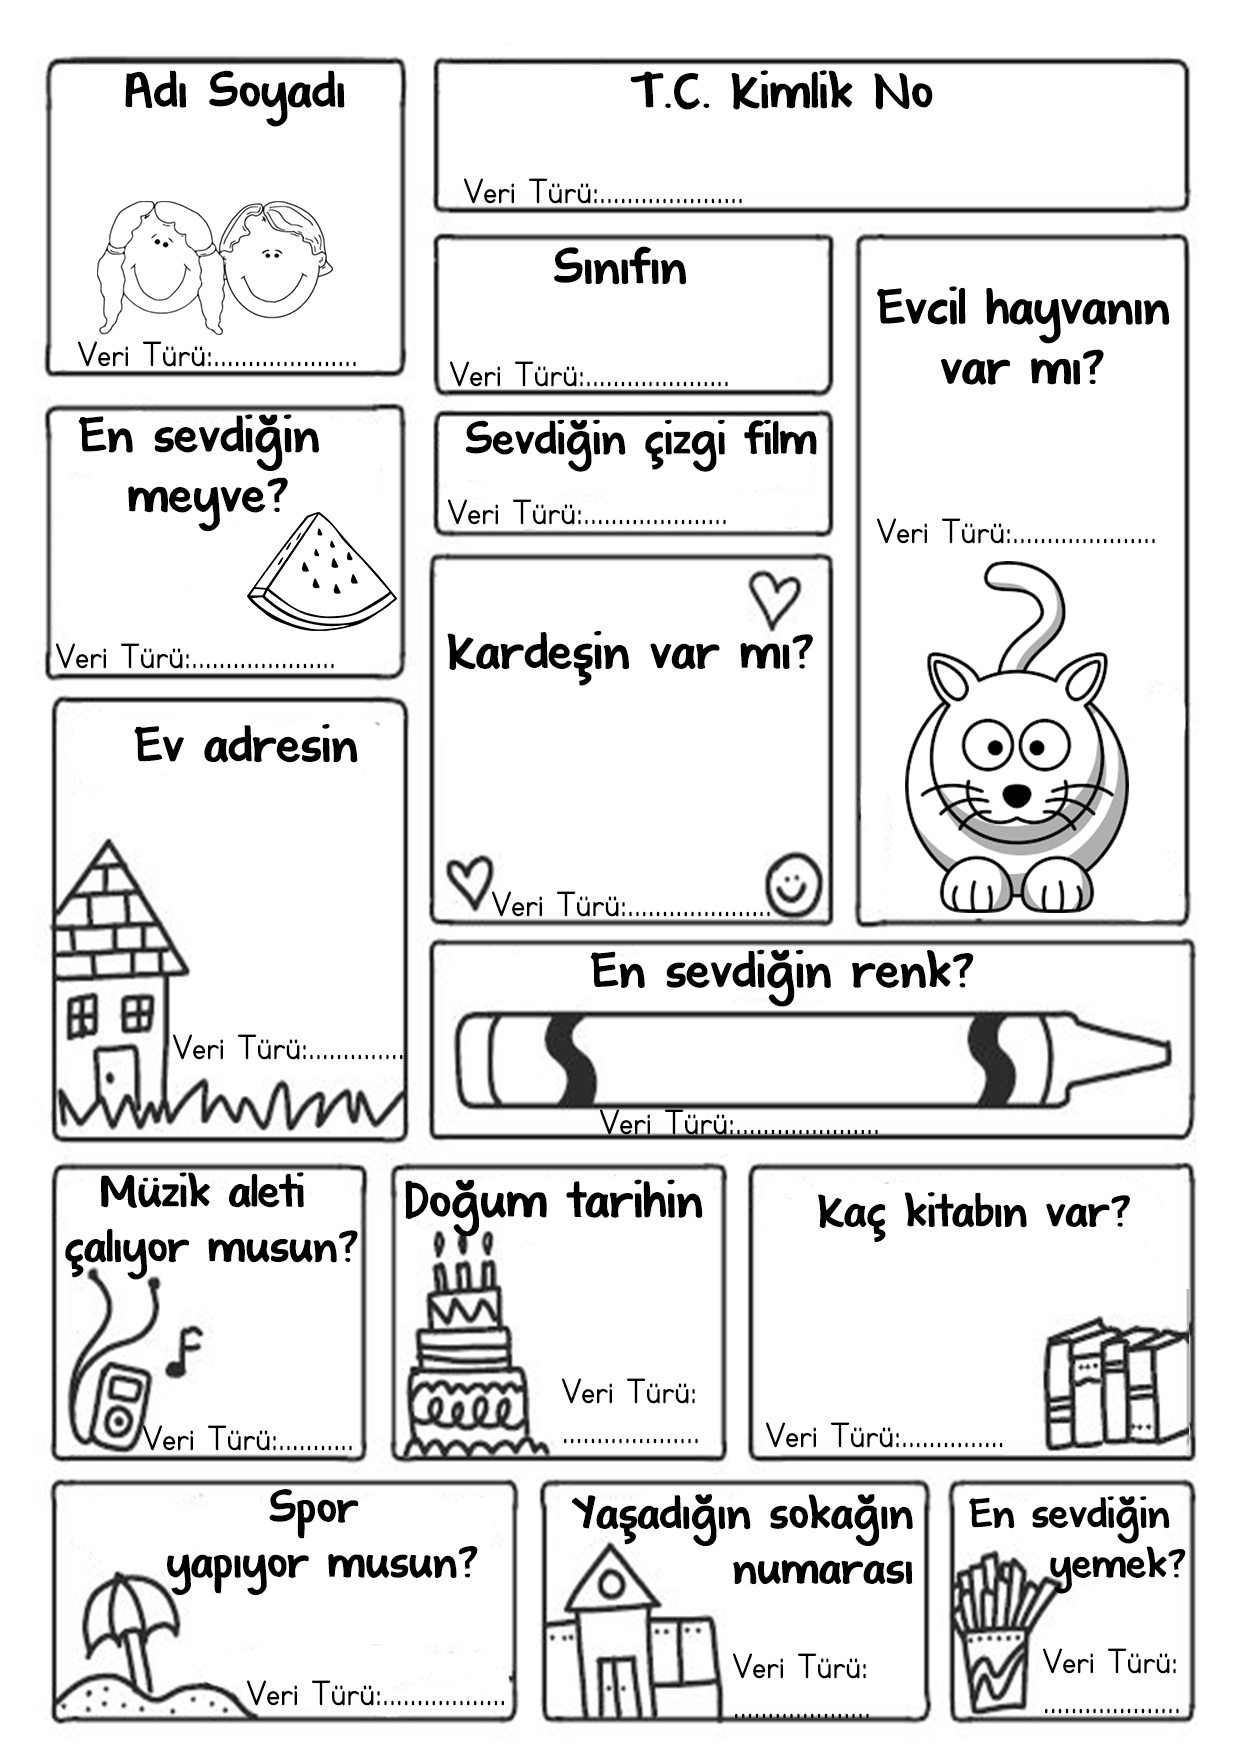 Adı Soyadı
Veri Türü:.....................
T.C. Kimlik No
Veri Türü:.....................
Sınıfın
Veri Türü:.....................
Evcil hayvanın
var mı?
Veri Türü:.....................
En sevdiğin
meyve?
Veri Türü:.....................
Sevdiğin çizgi film
Veri Türü:.....................
Kardeşin var mı?
Veri Türü:.....................
Ev adresin
Veri Türü:..............
En sevdiğin renk?
Veri Türü:.....................
Müzik aleti
çalıyor musun?
Veri Türü:...........
Doğum tarihin
Veri Türü:
....................
Kaç kitabın var?
Veri Türü:...............
Spor
yapıyor musun?
Veri Türü:..................
Yaşadığın sokağın
numarası
Veri Türü:
....................
En sevdiğin
yemek?
Veri Türü:
....................